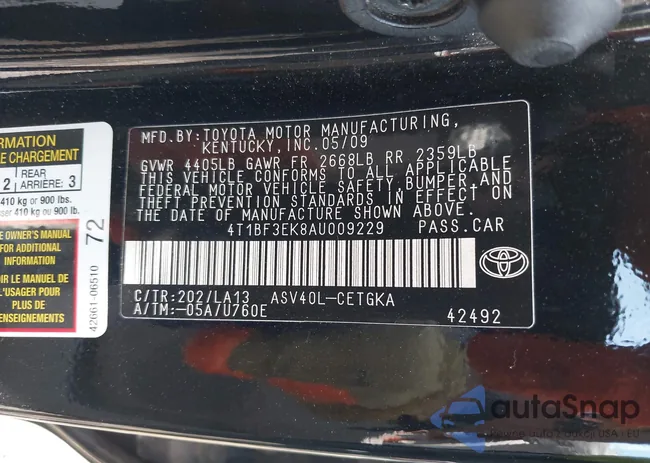 RMATION
E CHARGEMENT
2
REAR
ARRIÈRE: 3
410 kg or 900 lbs.
sser 410 kg ou 900 lb.
E OWNER'S
MANUAL FOR
ADDITIONAL
INFORMATION
OIR LE MANUEL DE
L'USAGER POUR
PLUS DE
RENSEIGNEMENTS
72
42661-06510
MFD.BY:TOYOTA MOTOR MANUFACTURING,
KENTUCKY,INC.05/09
GVWR 4405LB GAWR FR 2668LB RR 2359LB
THIS VEHICLE CONFORMS TO ALL APPLICABLE
FEDERAL MOTOR VEHICLE SAFETY,BUMPER,AND
THEFT PREVENTION STANDARDS IN EFFECT ON
THE DATE OF MANUFACTURE SHOWN ABOVE.
4T1BF3EK8AU009229 PASS.CAR
C/TR:202/LA13 ASV40L-CETGKA
A/TM:-05A/U760E
42492
autaSnap